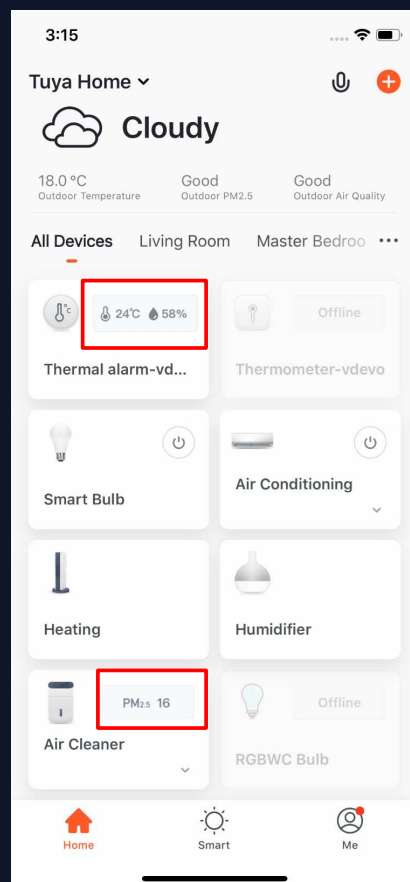 3:15
Tuya Home
Cloudy
18.0 °C Good Good
Outdoor Temperature Outdoor PM2.5 Outdoor Air Quality
All Devices Living Room Master Bedroo ···
°C 24°C 58% Offline
Thermal alarm-vd... Thermometer-vdevo
Smart Bulb Air Conditioning
Heating Humidifier
PM2.5 16 Offline
Air Cleaner RGBWC Bulb
Home Smart Me